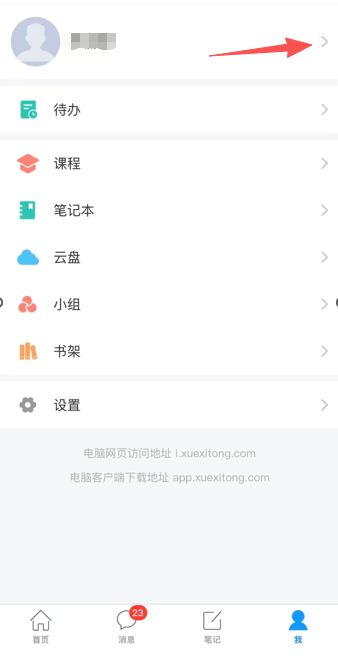 待办
课程
笔记本
云盘
小组
书架
设置
电脑网页访问地址 i.xuexitong.com
电脑客户端下载地址 app.xuexitong.com
23
首页
消息
笔记
我